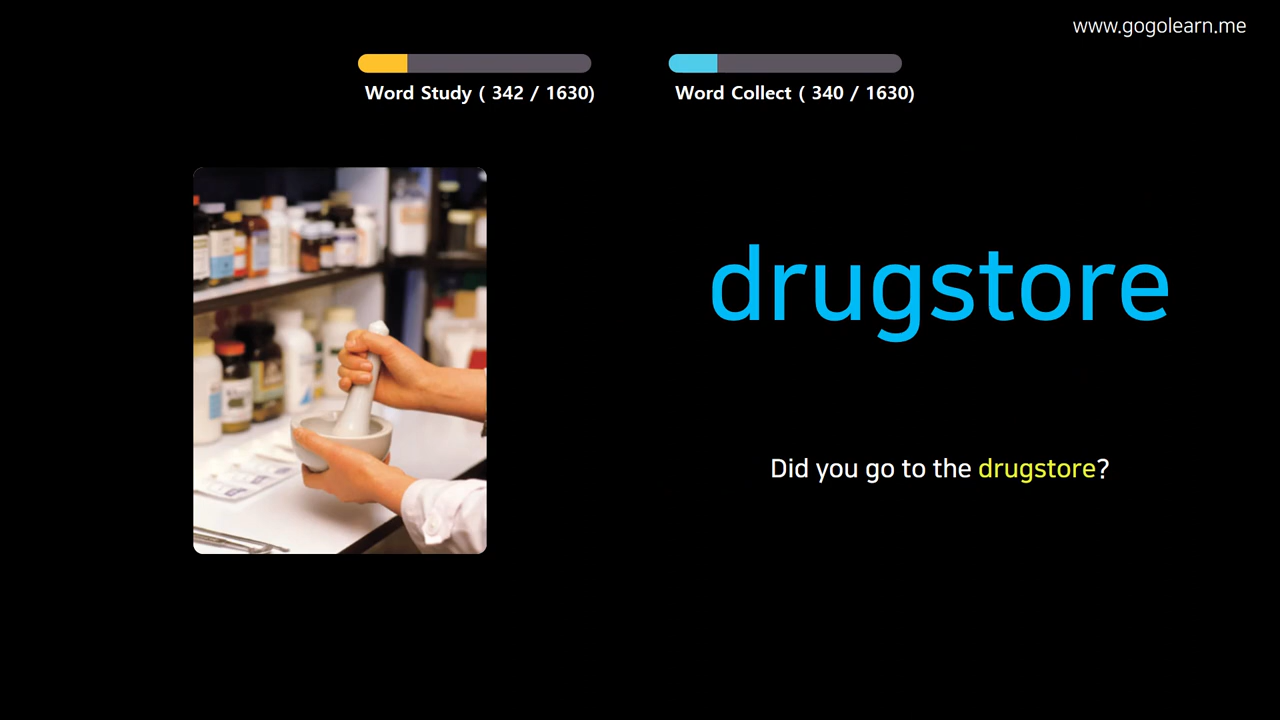 www.gogolearn.me
Word Study ( 342 / 1630)
Word Collect ( 340 / 1630)
drugstore
Did you go to the drugstore?